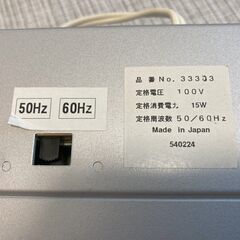 50Hz 60Hz
品 番 No. 33303
定格電圧 100V
定格消費電力 15W
定格周波数 50/60Hz
Made in Japan
540224